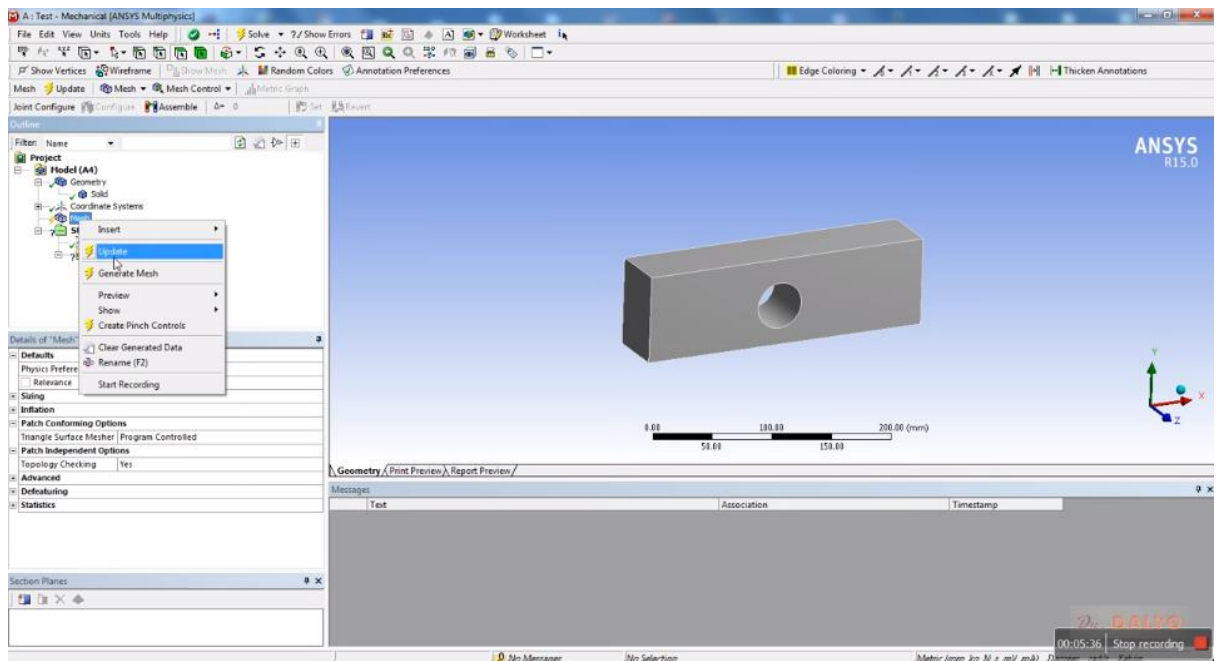 A : Test - Mechanical [ANSYS Multiphysics]
File Edit View Units Tools Help Solve ?/ Show Errors Worksheet
Show Vertices Wireframe Show Mesh Random Colors Annotation Preferences Edge Coloring Thicken Annotations
Mesh Update Mesh Mesh Control Metric Graph
Joint Configure Configure Assemble Δ= 0 Set Revert
Outline
Filter: Name
Project
Model (A4)
Geometry
Solid
Coordinate Systems
Mesh
Insert
Update
Generate Mesh
Preview
Show
Create Pinch Controls
Clear Generated Data
Rename (F2)
Start Recording
Details of "Mesh"
Defaults
Physics Prefere
Relevance
Sizing
Inflation
Patch Conforming Options
Triangle Surface Mesher Program Controlled
Patch Independent Options
Topology Checking Yes
Advanced
Defeaturing
Statistics
Section Planes
ANSYS
R15.0
Y
X
Z
0.00 100.00 200.00 (mm)
50.00 150.00
Geometry Print Preview Report Preview
Messages
Text Association Timestamp
00:05:36 Stop recording
0 No Messages No Selection